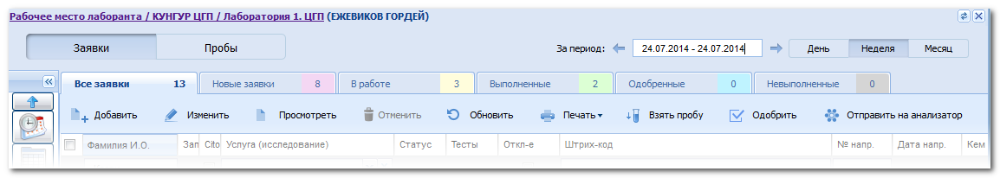 Рабочее место лаборанта / КУНГУР ЦГП / Лаборатория 1. ЦГП (ЕЖЕВИКОВ ГОРДЕЙ)
Заявки Пробы За период: 24.07.2014 - 24.07.2014 День Неделя Месяц
Все заявки 13 Новые заявки 8 В работе 3 Выполненные 2 Одобренные 0 Невыполненные 0
Добавить Изменить Просмотреть Отменить Обновить Печать Взять пробу Одобрить Отправить на анализатор
Фамилия И.О. Зап Cito Услуга (исследование) Статус Тесты Откл-е Штрих-код № напр. Дата напр. Кем